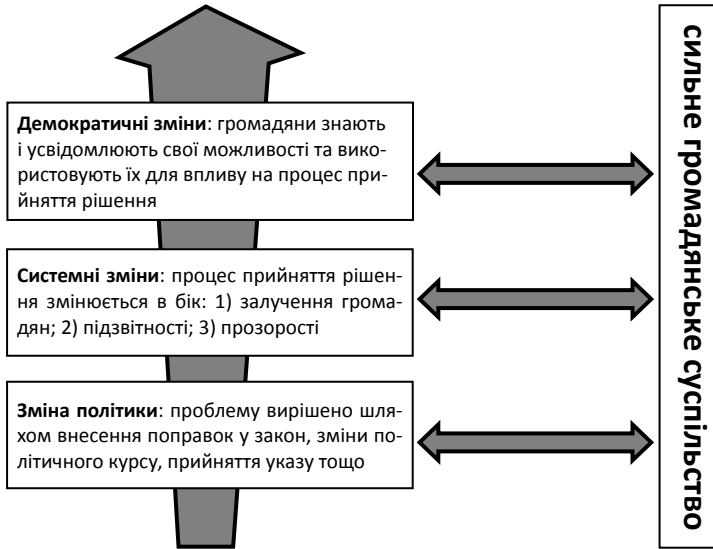 Демократичні зміни: громадяни знають
і усвідомлюють свої можливості та вико-
ристовують їх для впливу на процес при-
йняття рішення
Системні зміни: процес прийняття рішен-
ня змінюється в бік: 1) залучення грома-
дян; 2) підзвітності; 3) прозорості
Зміна політики: проблему вирішено шля-
хом внесення поправок у закон, зміни по-
літичного курсу, прийняття указу тощо
сильне громадянське суспільство